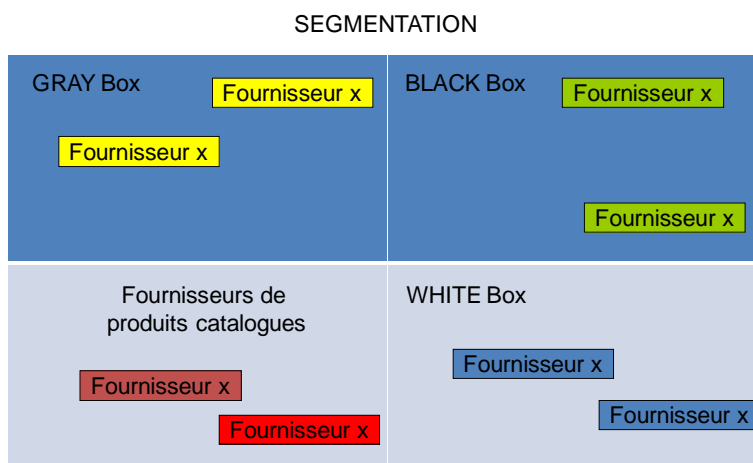 SEGMENTATION
GRAY Box
Fournisseur x
Fournisseur x
BLACK Box
Fournisseur x
Fournisseur x
Fournisseurs de
produits catalogues
Fournisseur x
Fournisseur x
WHITE Box
Fournisseur x
Fournisseur x